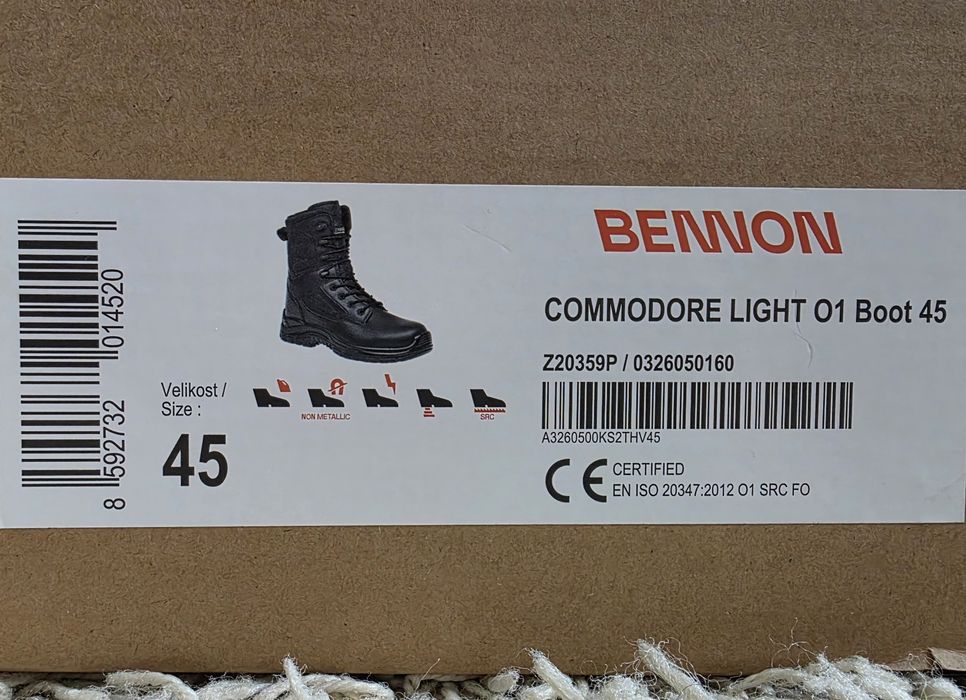 BENNON
COMMODORE LIGHT O1 Boot 45
Z20359P / 0326050160
A3260500KS2THV45
CE CERTIFIED
EN ISO 20347:2012 O1 SRC FO
Velikost /
Size :
45
NON METALLIC
SRC
8 592732 014520